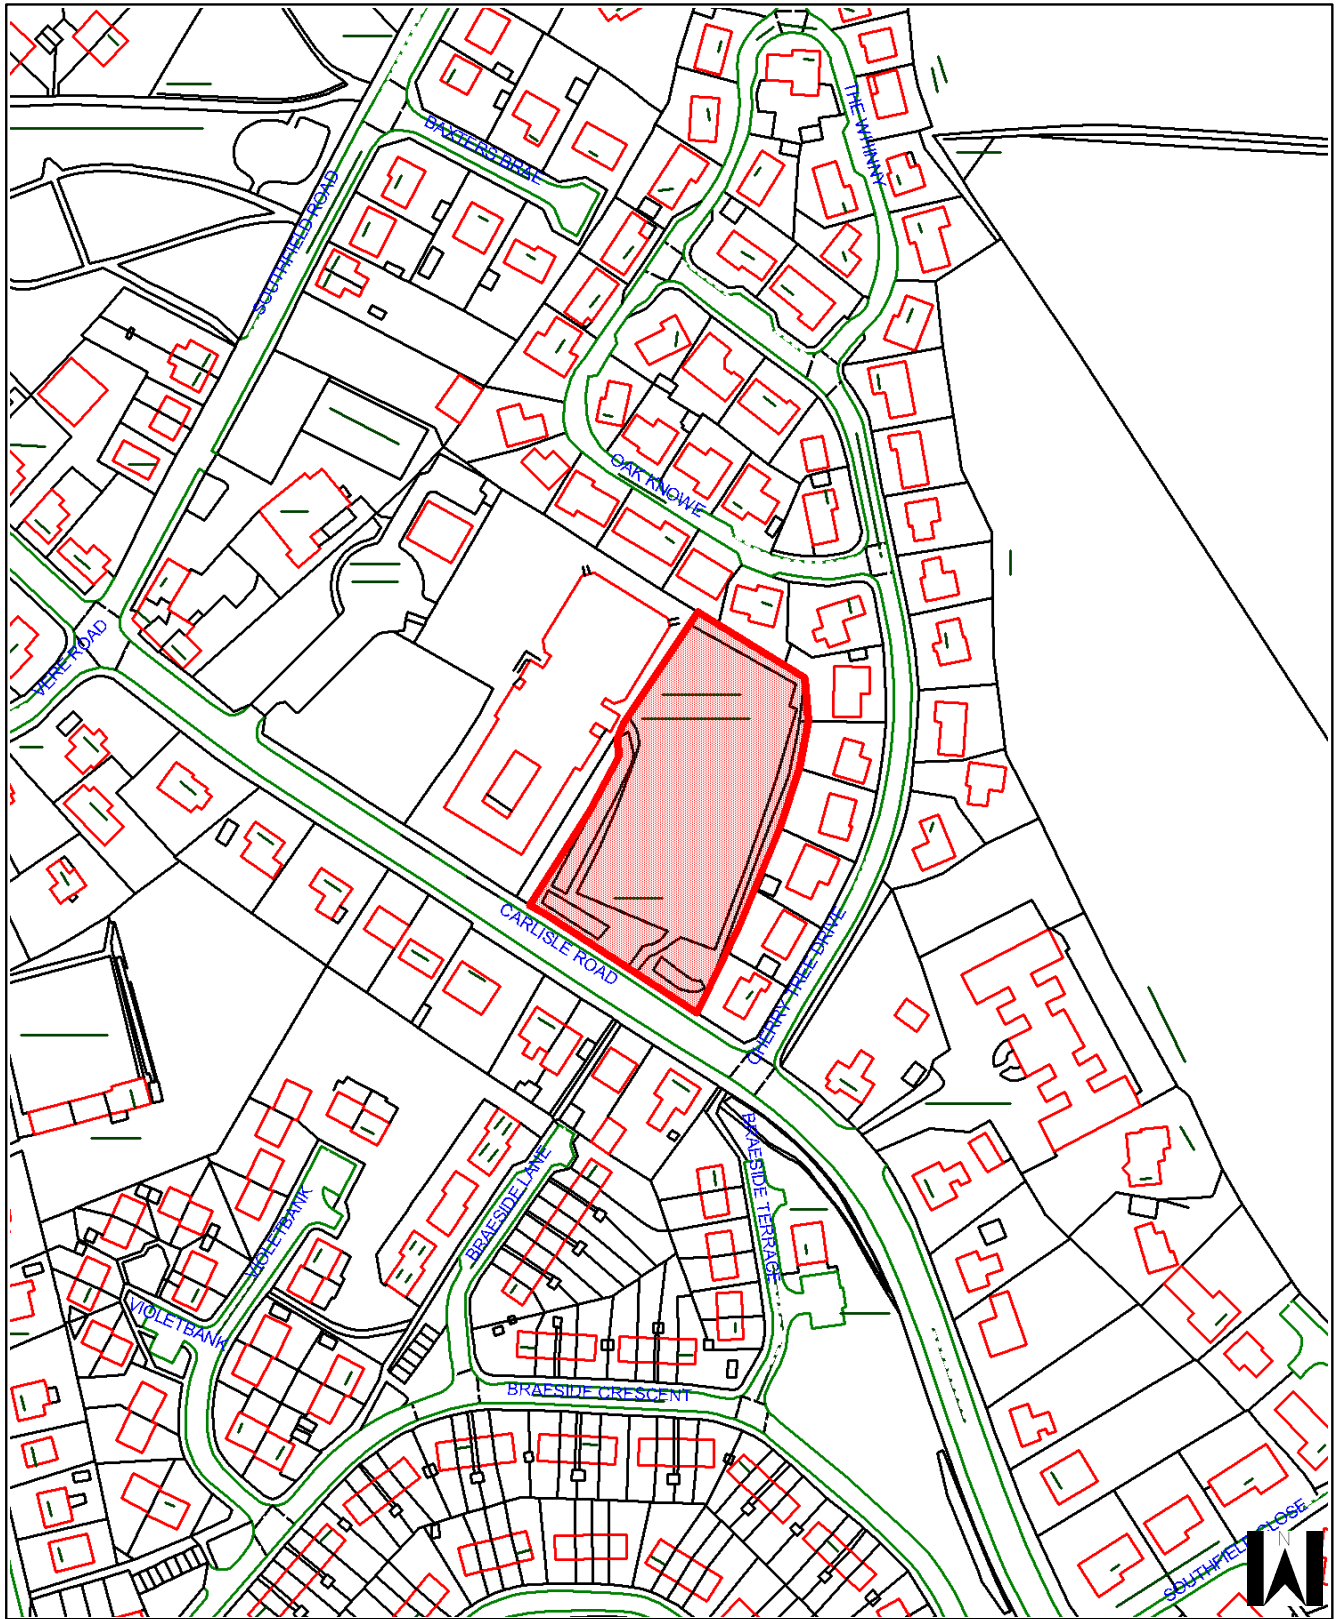 BAXTERS BRAE
THE WHINNY
SOUTHFIELD ROAD
OAK KNOWE
VERE ROAD
CARLISLE ROAD
CHERRY TREE DRIVE
BRAESIDE LANE
BRAESIDE TERRACE
VIOLETBANK
VIOLETBANK
BRAESIDE CRESCENT
SOUTHFIELD CLOSE
N